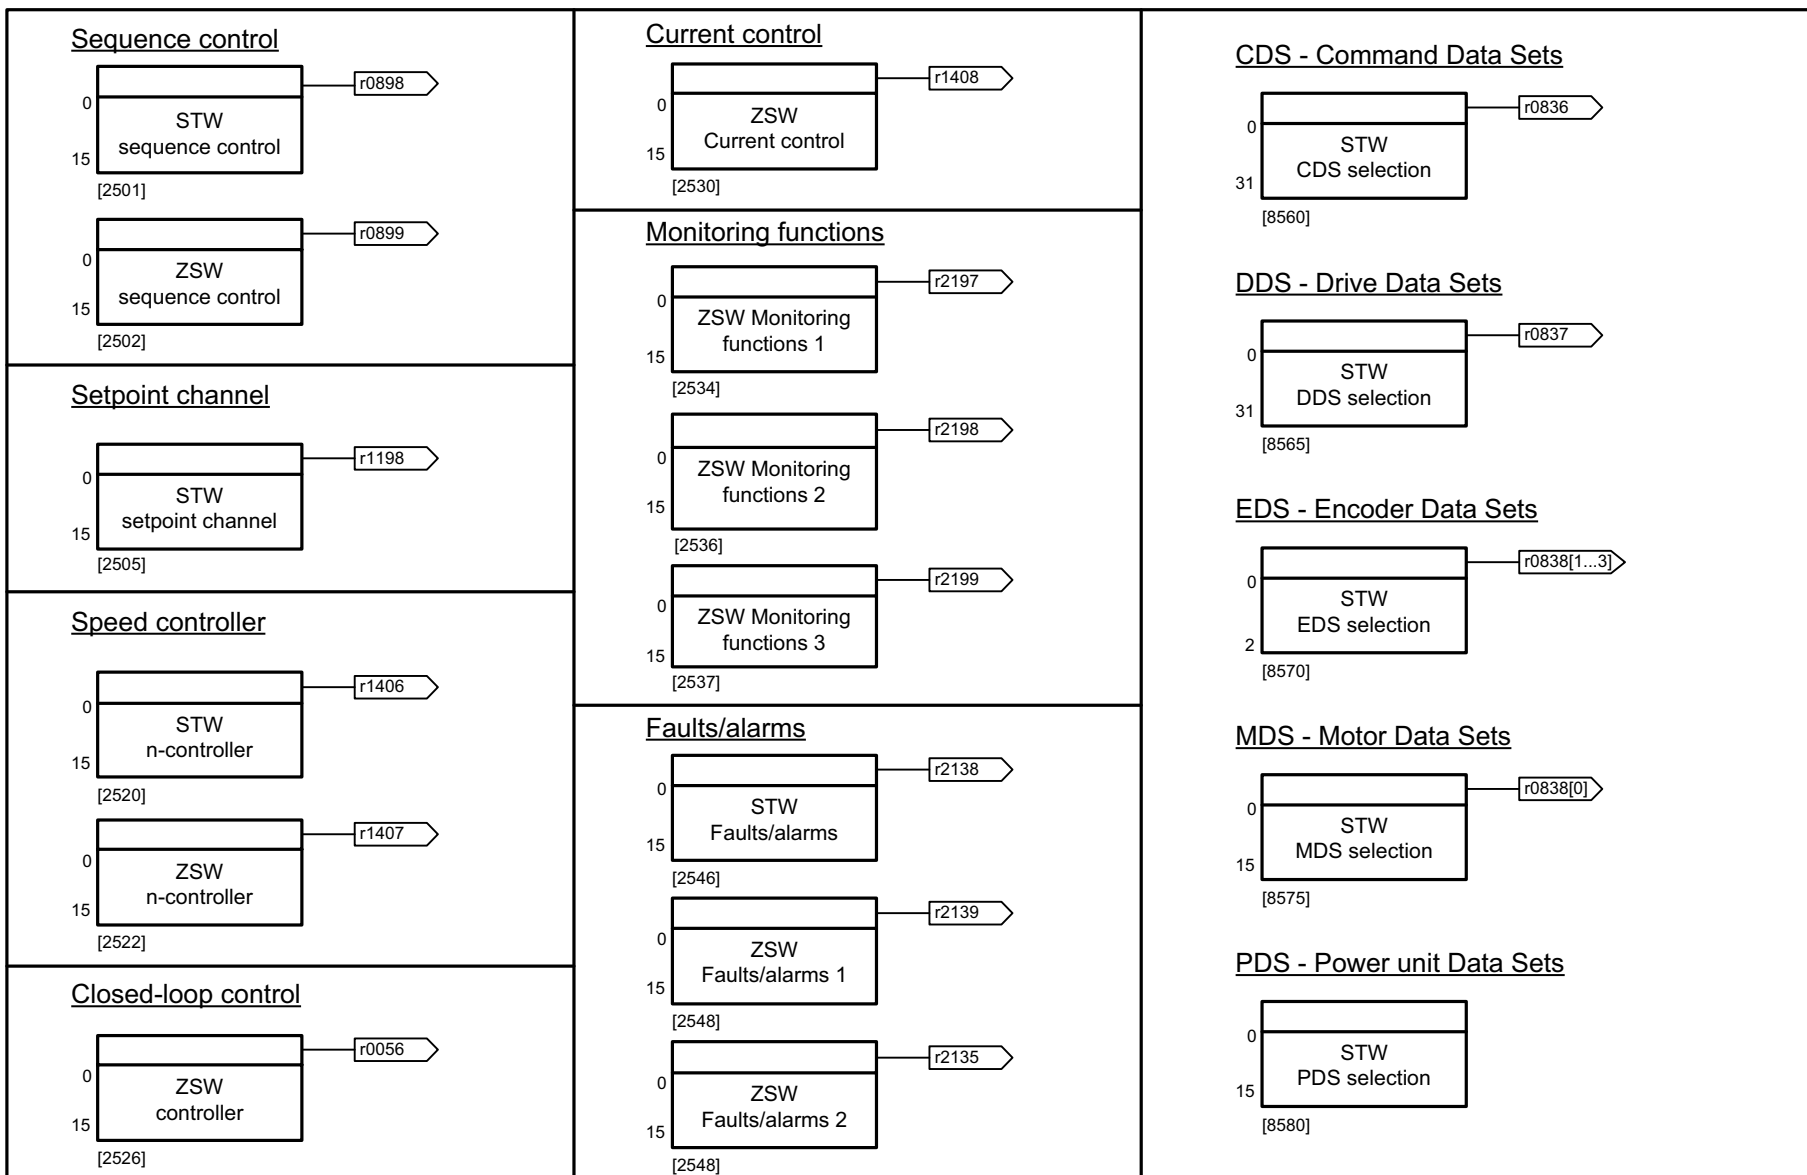 Sequence control
r0898
0
STW
sequence control
15
[2501]
r0899
0
ZSW
sequence control
15
[2502]
Setpoint channel
r1198
0
STW
setpoint channel
15
[2505]
Speed controller
r1406
0
STW
n-controller
15
[2520]
r1407
0
ZSW
n-controller
15
[2522]
Closed-loop control
r0056
0
ZSW
controller
15
[2526]
Current control
r1408
0
ZSW
Current control
15
[2530]
Monitoring functions
r2197
0
ZSW Monitoring
functions 1
15
[2534]
r2198
0
ZSW Monitoring
functions 2
15
[2536]
r2199
0
ZSW Monitoring
functions 3
15
[2537]
Faults/alarms
r2138
0
STW
Faults/alarms
15
[2546]
r2139
0
ZSW
Faults/alarms 1
15
[2548]
r2135
0
ZSW
Faults/alarms 2
15
[2548]
CDS - Command Data Sets
r0836
0
STW
CDS selection
31
[8560]
DDS - Drive Data Sets
r0837
0
STW
DDS selection
31
[8565]
EDS - Encoder Data Sets
r0838[1...3]
0
STW
EDS selection
2
[8570]
MDS - Motor Data Sets
r0838[0]
0
STW
MDS selection
15
[8575]
PDS - Power unit Data Sets
0
STW
PDS selection
15
[8580]